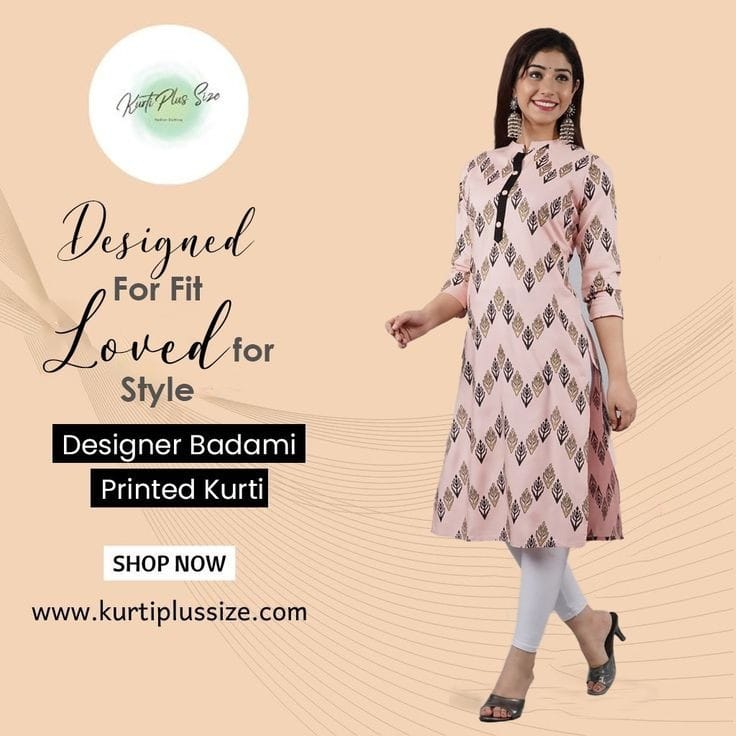 Kurti Plus Size
Designed
For Fit
Loved for
Style
Designer Badami
Printed Kurti
SHOP NOW
www.kurtiplussize.com